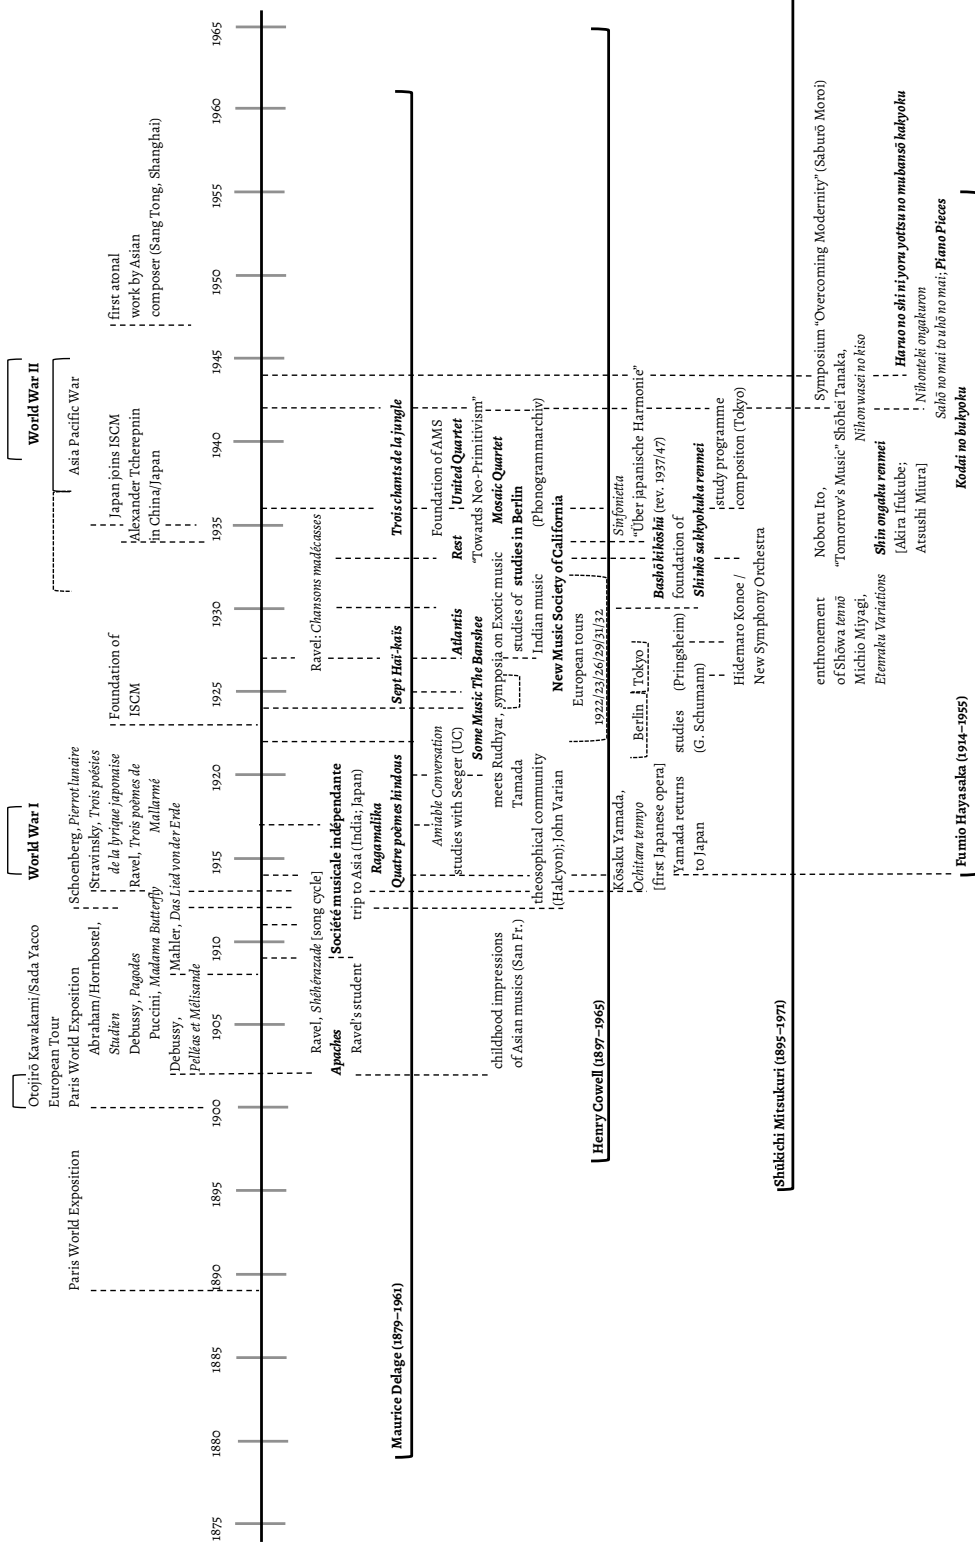 Otojirō Kawakami/Sada Yacco
European Tour
Paris World Exposition
Paris World Exposition
World War I
World War II
Asia Pacific War
Abraham/Hornbostel,
Studien
Debussy, Pagodes
Puccini, Madama Butterfly
Debussy,
Pelléas et Mélisande
Mahler, Das Lied von der Erde
Schoenberg, Pierrot lunaire
Stravinsky, Trois poésies
de la lyrique japonaise
Ravel, Trois poèmes de
Mallarmé
Foundation of
ISCM
Japan joins ISCM
Alexander Tcherepnin
in China/Japan
first atonal
work by Asian
composer (Sang Tong, Shanghai)
1875
1880
1885
1890
1895
1900
1905
1910
1915
1920
1925
1930
1935
1940
1945
1950
1955
1960
1965
Ravel, Shéhérazade [song cycle]
Apaches
Ravel's student
Société musicale indépendante
trip to Asia (India; Japan)
Ragamalika
Quatre poèmes hindous
Ravel: Chansons madécasses
Sept Haï-kaïs
Trois chants de la jungle
Maurice Delage (1879–1961)
Amiable Conversation
studies with Seeger (UC)
Some Music The Banshee
meets Rudhyar, symposia on Exotic music
Tamada
Atlantis
Rest
Foundation of AMS
United Quartet
"Towards Neo-Primitivism"
Mosaic Quartet
studies of studies in Berlin
Indian music
(Phonogrammarchiv)
childhood impressions
of Asian musics (San Fr.)
theosophical community
(Halcyon); John Varian
New Music Society of California
European tours
1922/23/26/29/31/32
Henry Cowell (1897–1965)
Kōsaku Yamada,
Ochitaru tennyo
[first Japanese opera]
Yamada returns
to Japan
Berlin
Tokyo
studies (Pringsheim)
(G. Schumann)
Hidemaro Konoe /
New Symphony Orchestra
Sinfonietta
"Über japanische Harmonie"
Bashō kikōshū (rev. 1937/47)
foundation of
Shinkō sakkyokuka renmei
study programme
compositon (Tokyo)
Shūkichi Mitsukuri (1895–1971)
enthronement
of Shōwa tennō
Michio Miyagi,
Etenraku Variations
Noboru Ito,
"Tomorrow's Music"
Shin ongaku renmei
[Akira Ifukube;
Atsushi Miura]
Symposium "Overcoming Modernity" (Saburō Moroi)
Shōhei Tanaka,
Nihon wasei no kiso
Haruo no shi ni yoru yottsu no mubansō kakyoku
Nihonteki ongakuron
Sahō no mai to uhō no mai; Piano Pieces
Kodai no bukyoku
Fumio Hayasaka (1914–1955)